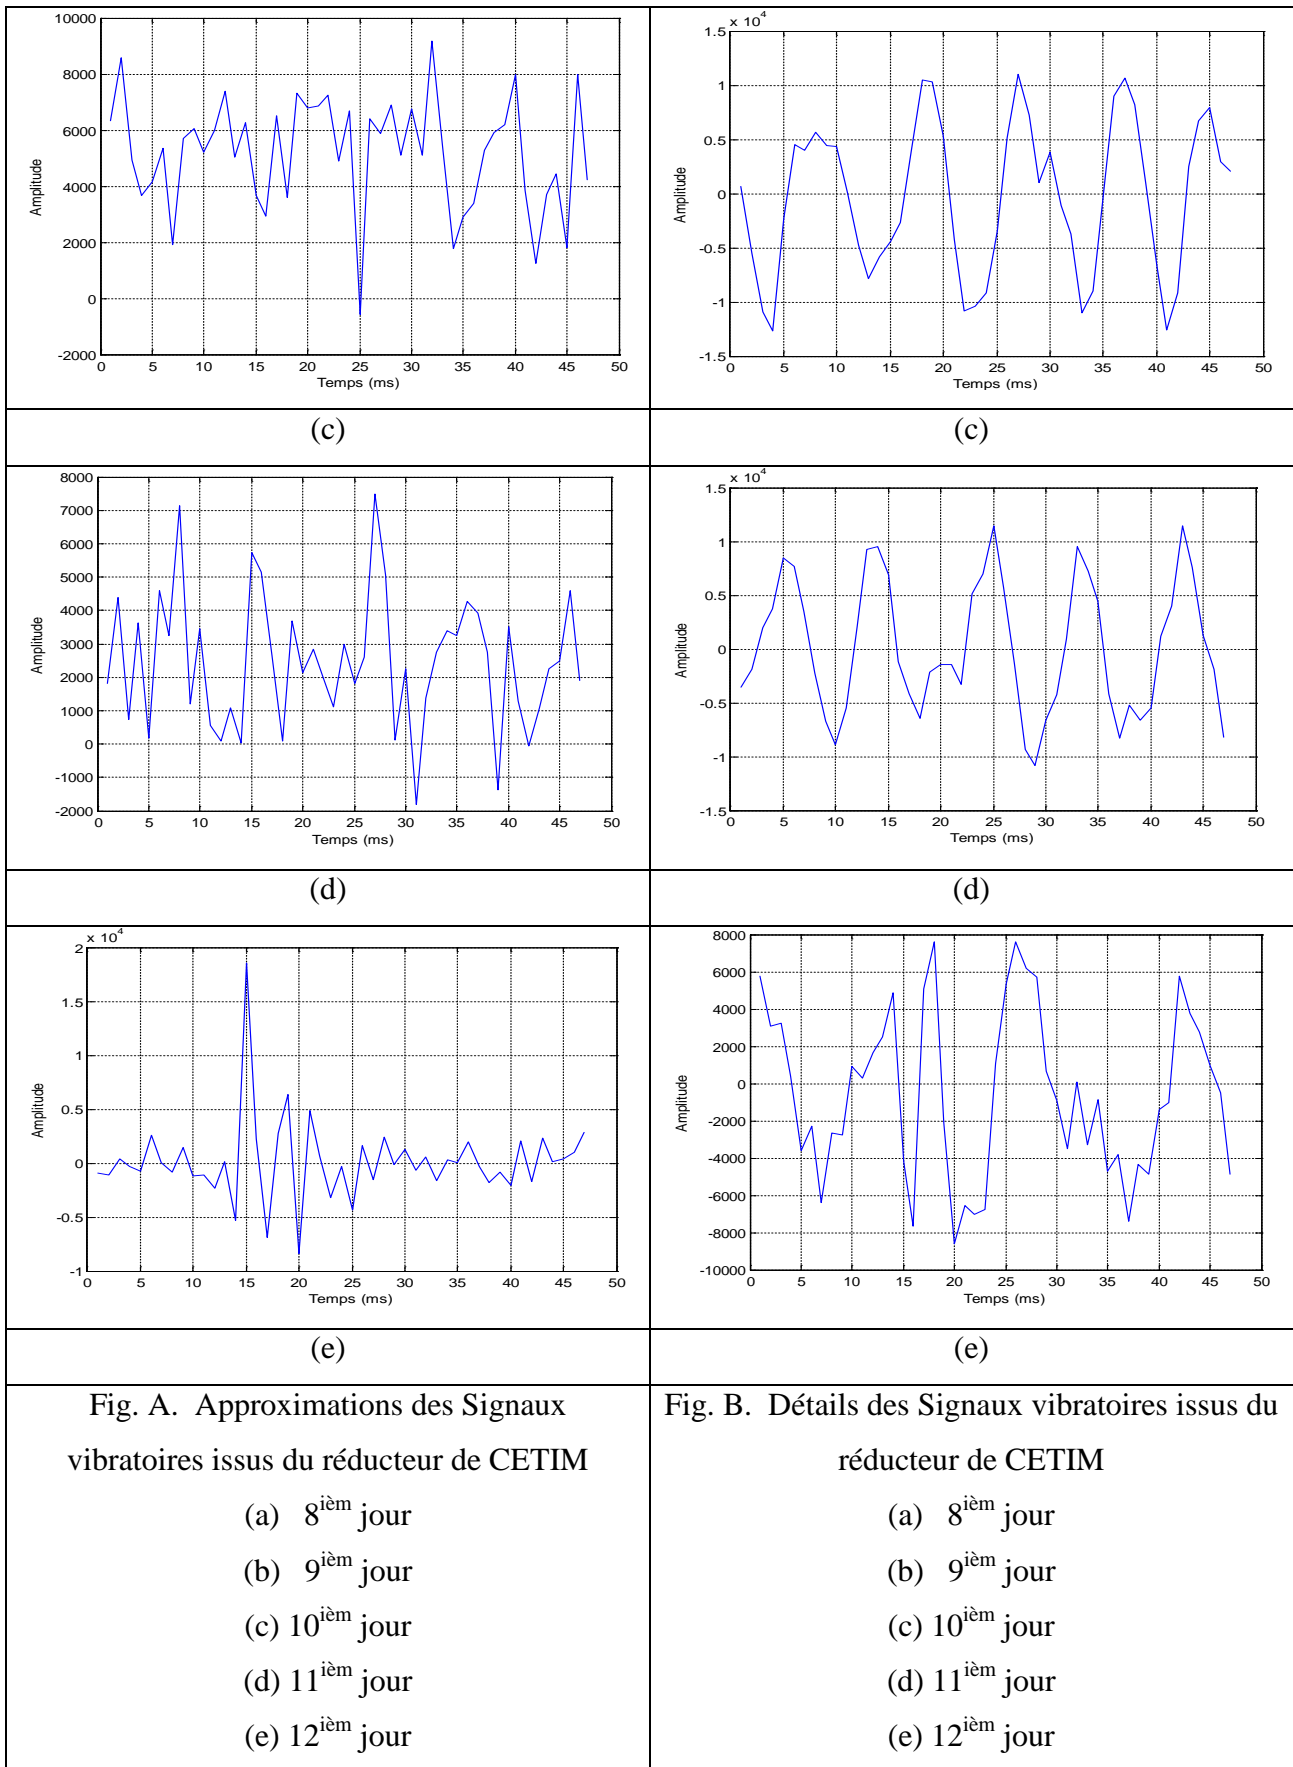 10000
8000
6000
4000
2000
0
-2000
Amplitude
0 5 10 15 20 25 30 35 40 45 50
Temps (ms)
x 10^4
1.5
1
0.5
0
-0.5
-1
-1.5
Amplitude
0 5 10 15 20 25 30 35 40 45 50
Temps (ms)
(c)
(c)
8000
7000
6000
5000
4000
3000
2000
1000
0
-1000
-2000
Amplitude
0 5 10 15 20 25 30 35 40 45 50
Temps (ms)
x 10^4
1.5
1
0.5
0
-0.5
-1
-1.5
Amplitude
0 5 10 15 20 25 30 35 40 45 50
Temps (ms)
(d)
(d)
x 10^4
2
1.5
1
0.5
0
-0.5
-1
Amplitude
0 5 10 15 20 25 30 35 40 45 50
Temps (ms)
8000
6000
4000
2000
0
-2000
-4000
-6000
-8000
-10000
Amplitude
0 5 10 15 20 25 30 35 40 45 50
Temps (ms)
(e)
(e)
Fig. A. Approximations des Signaux
vibratoires issus du réducteur de CETIM
(a) 8ièm jour
(b) 9ièm jour
(c) 10ièm jour
(d) 11ièm jour
(e) 12ièm jour
Fig. B. Détails des Signaux vibratoires issus du
réducteur de CETIM
(a) 8ièm jour
(b) 9ièm jour
(c) 10ièm jour
(d) 11ièm jour
(e) 12ièm jour